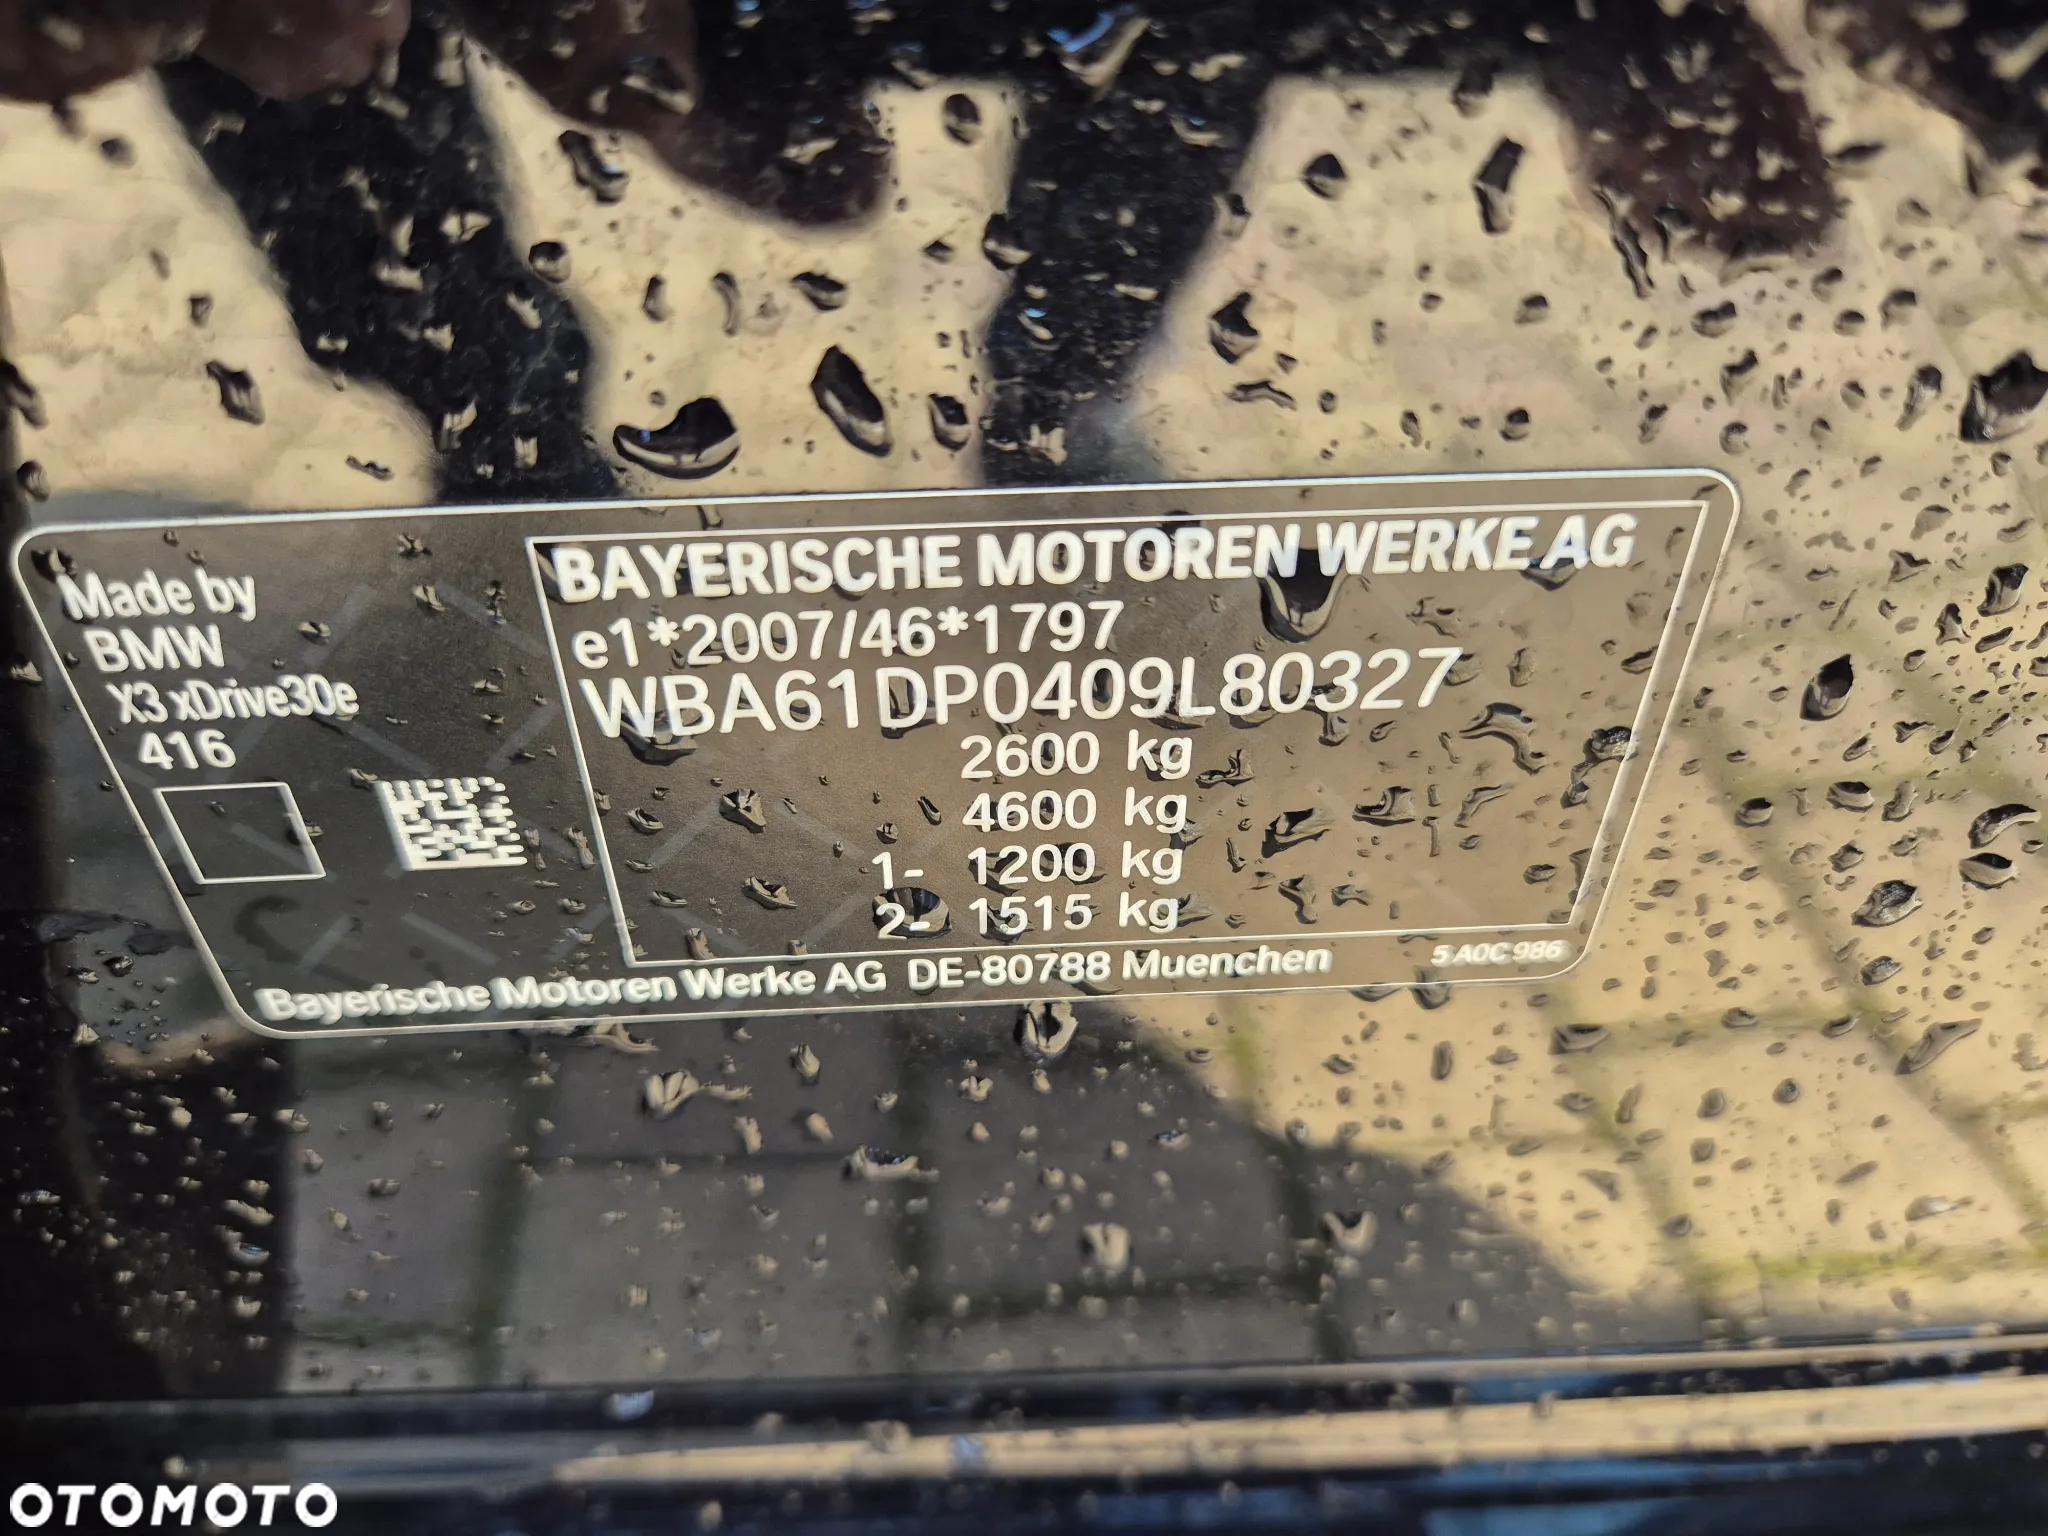 Made by
BMW
X3 xDrive30e
416
BAYERISCHE MOTOREN WERKE AG
e1*2007/46*1797
WBA61DP0409L80327
2600 kg
4600 kg
1- 1200 kg
2- 1515 kg
Bayerische Motoren Werke AG DE-80788 Muenchen
5 A0C 986
OTOMOTO